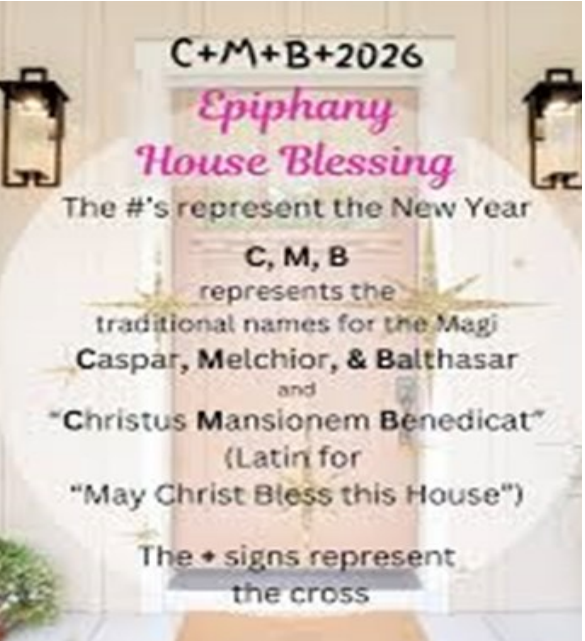 C+M+B+2026
Epiphany
House Blessing
The #'s represent the New Year
C, M, B
represents the
traditional names for the Magi
Caspar, Melchior, & Balthasar
and
"Christus Mansionem Benedicat"
(Latin for
"May Christ Bless this House")
The + signs represent
the cross